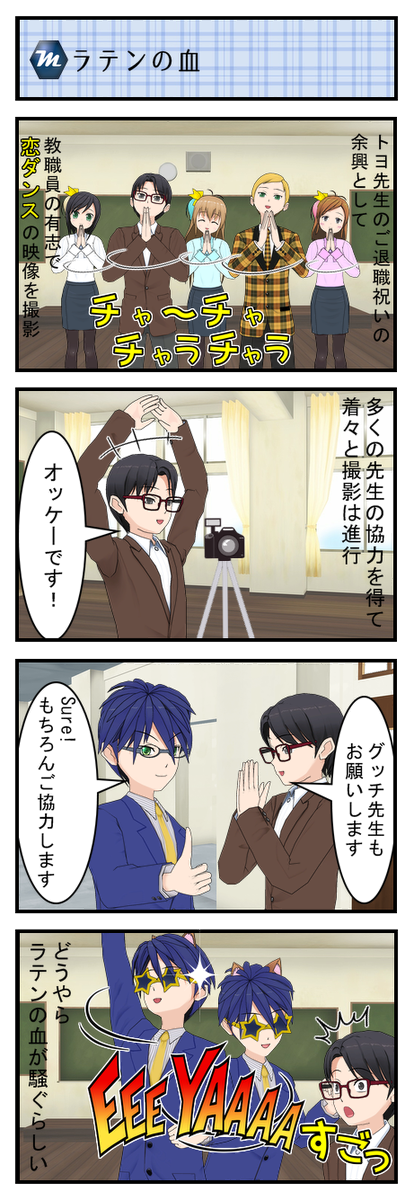 m ラテンの血
トヨ先生のご退職祝いの
余興として
教職員の有志で
恋ダンスの映像を撮影
チャ〜チャ
チャラチャラ
多くの先生の協力を得て
着々と撮影は進行
オッケーです！
グッチ先生も
お願いします
Sure!
もちろんご協力します
EEEYAAAA
すごっ
どうやら
ラテンの血が騒ぐらしい